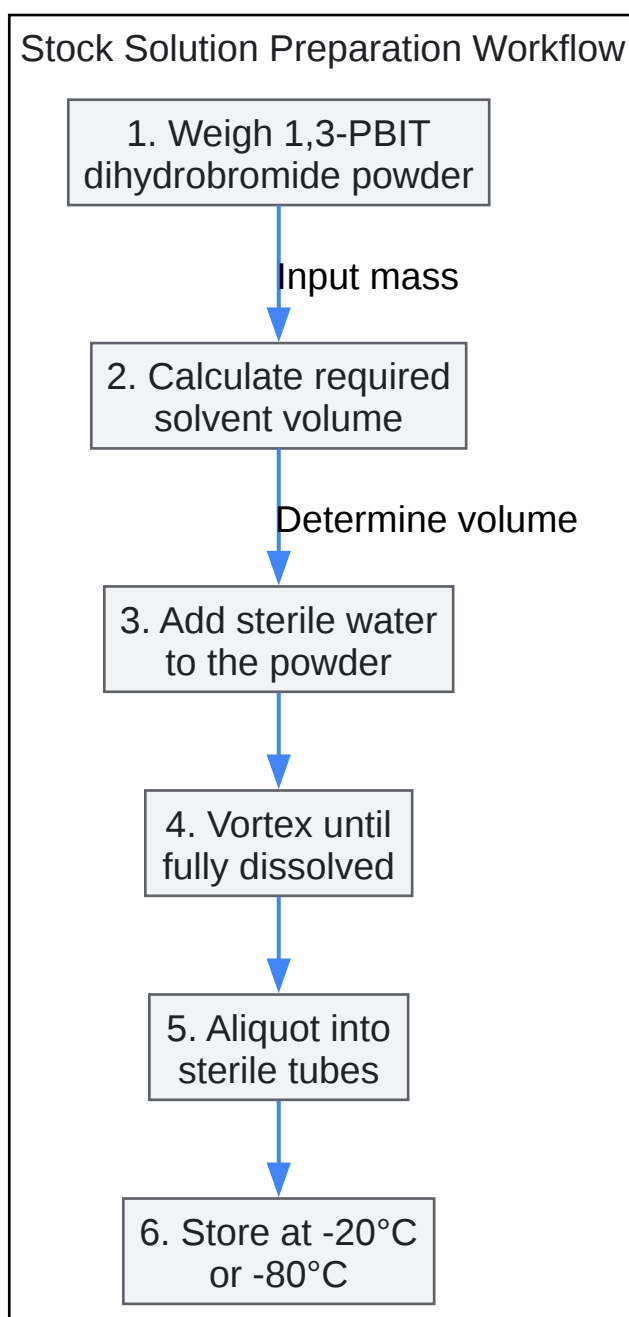 Stock Solution Preparation Workflow
1. Weigh 1,3-PBIT
dihydrobromide powder
Input mass
2. Calculate required
solvent volume
Determine volume
3. Add sterile water
to the powder
4. Vortex until
fully dissolved
5. Aliquot into
sterile tubes
6. Store at -20°C
or -80°C